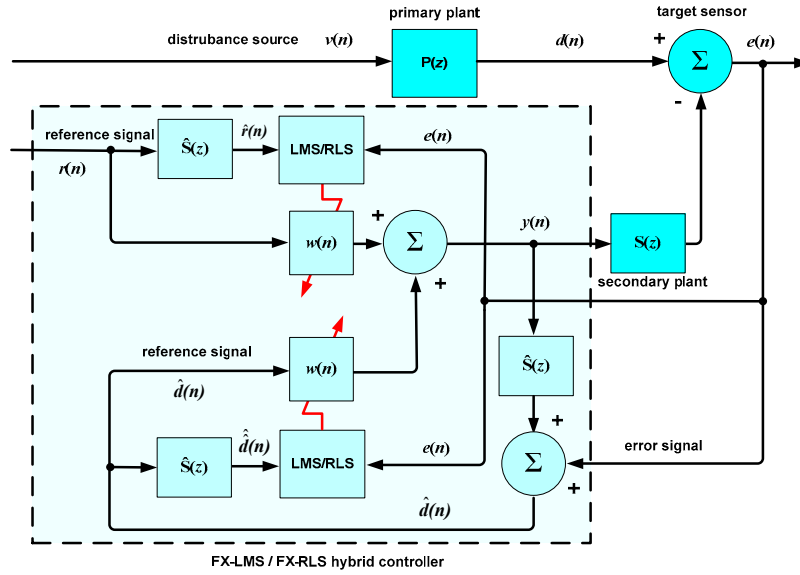 primary plant
target sensor
distrubance source
v(n)
P(z)
d(n)
+
Σ
e(n)
-
reference signal
r(n)
Ŝ(z)
r̂(n)
LMS/RLS
e(n)
w(n)
+
Σ
+
y(n)
S(z)
secondary plant
reference signal
d̂(n)
w(n)
Ŝ(z)
+
Ŝ(z)
d̂̂(n)
LMS/RLS
e(n)
Σ
+
error signal
d̂(n)
FX-LMS / FX-RLS hybrid controller